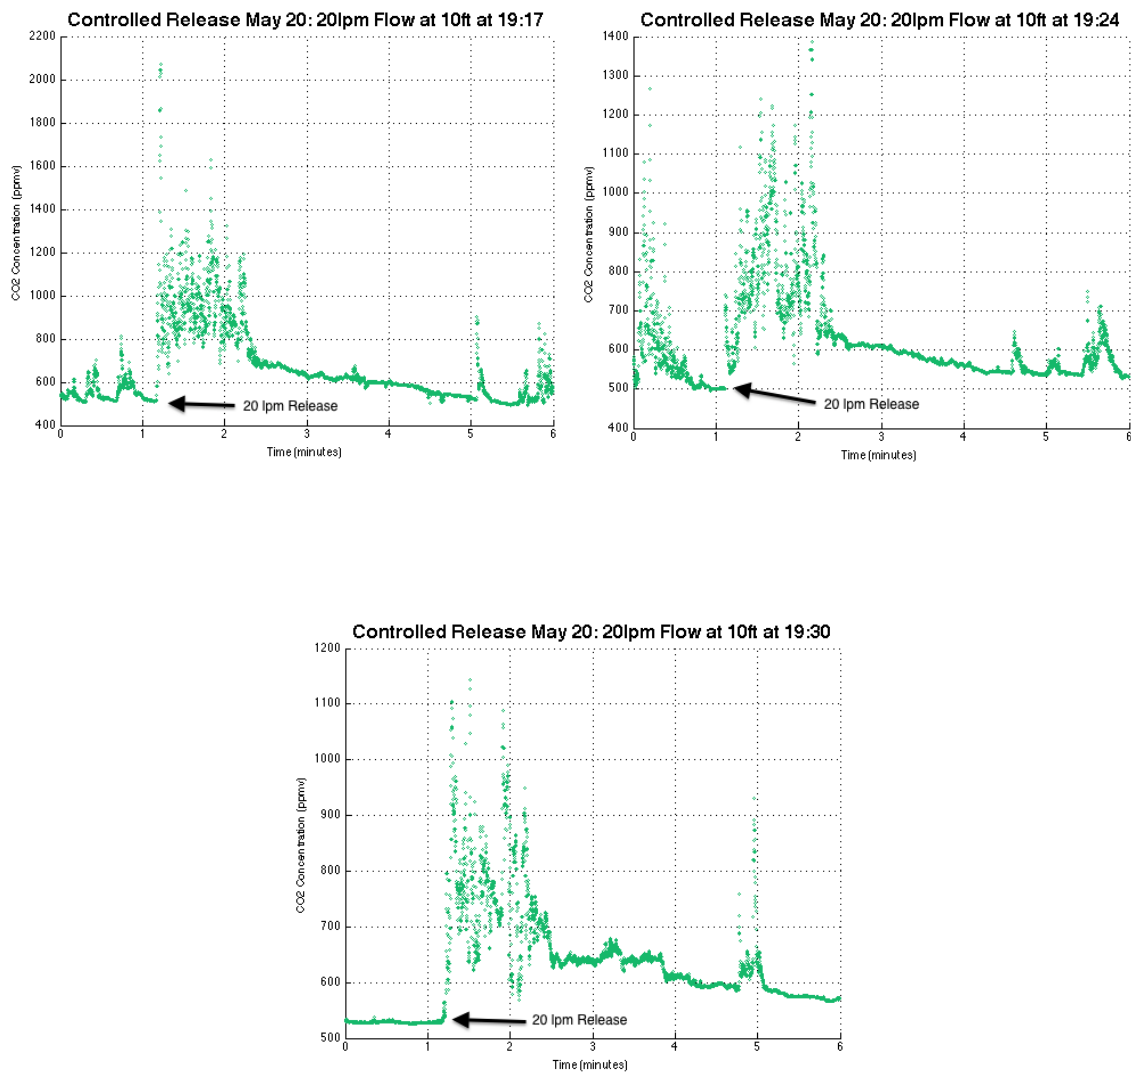 Controlled Release May 20: 20lpm Flow at 10ft at 19:17
2200
2000
1800
1600
1400
1200
1000
800
600
400
CO2 Concentration (ppmv)
20 lpm Release
0 1 2 3 4 5 6
Time (minutes)
Controlled Release May 20: 20lpm Flow at 10ft at 19:24
1400
1300
1200
1100
1000
900
800
700
600
500
400
CO2 Concentration (ppmv)
20 lpm Release
0 1 2 3 4 5 6
Time (minutes)
Controlled Release May 20: 20lpm Flow at 10ft at 19:30
1200
1100
1000
900
800
700
600
500
CO2 Concentration (ppmv)
20 lpm Release
0 1 2 3 4 5 6
Time (minutes)